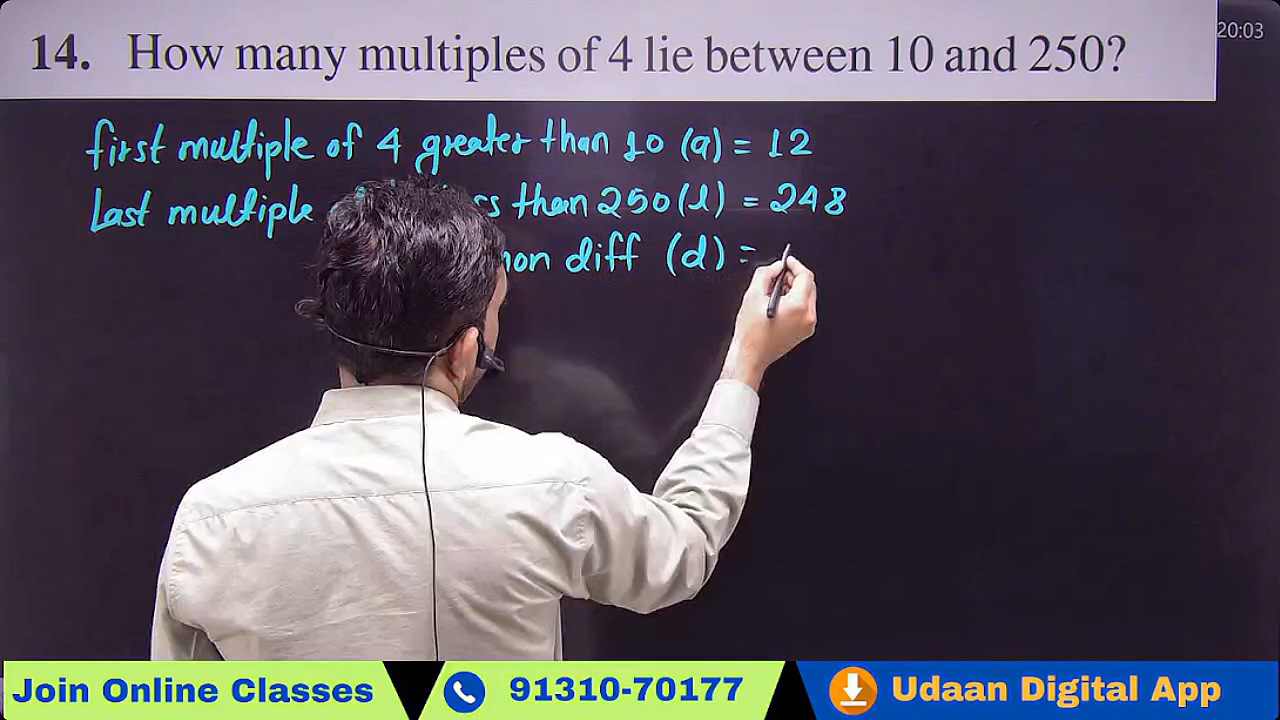 14. How many multiples of 4 lie between 10 and 250?
20:03
first multiple of 4 greater than 10 (a) = 12
Last multiple than 250 (l) = 248
diff (d) =
Join Online Classes
91310-70177
Udaan Digital App